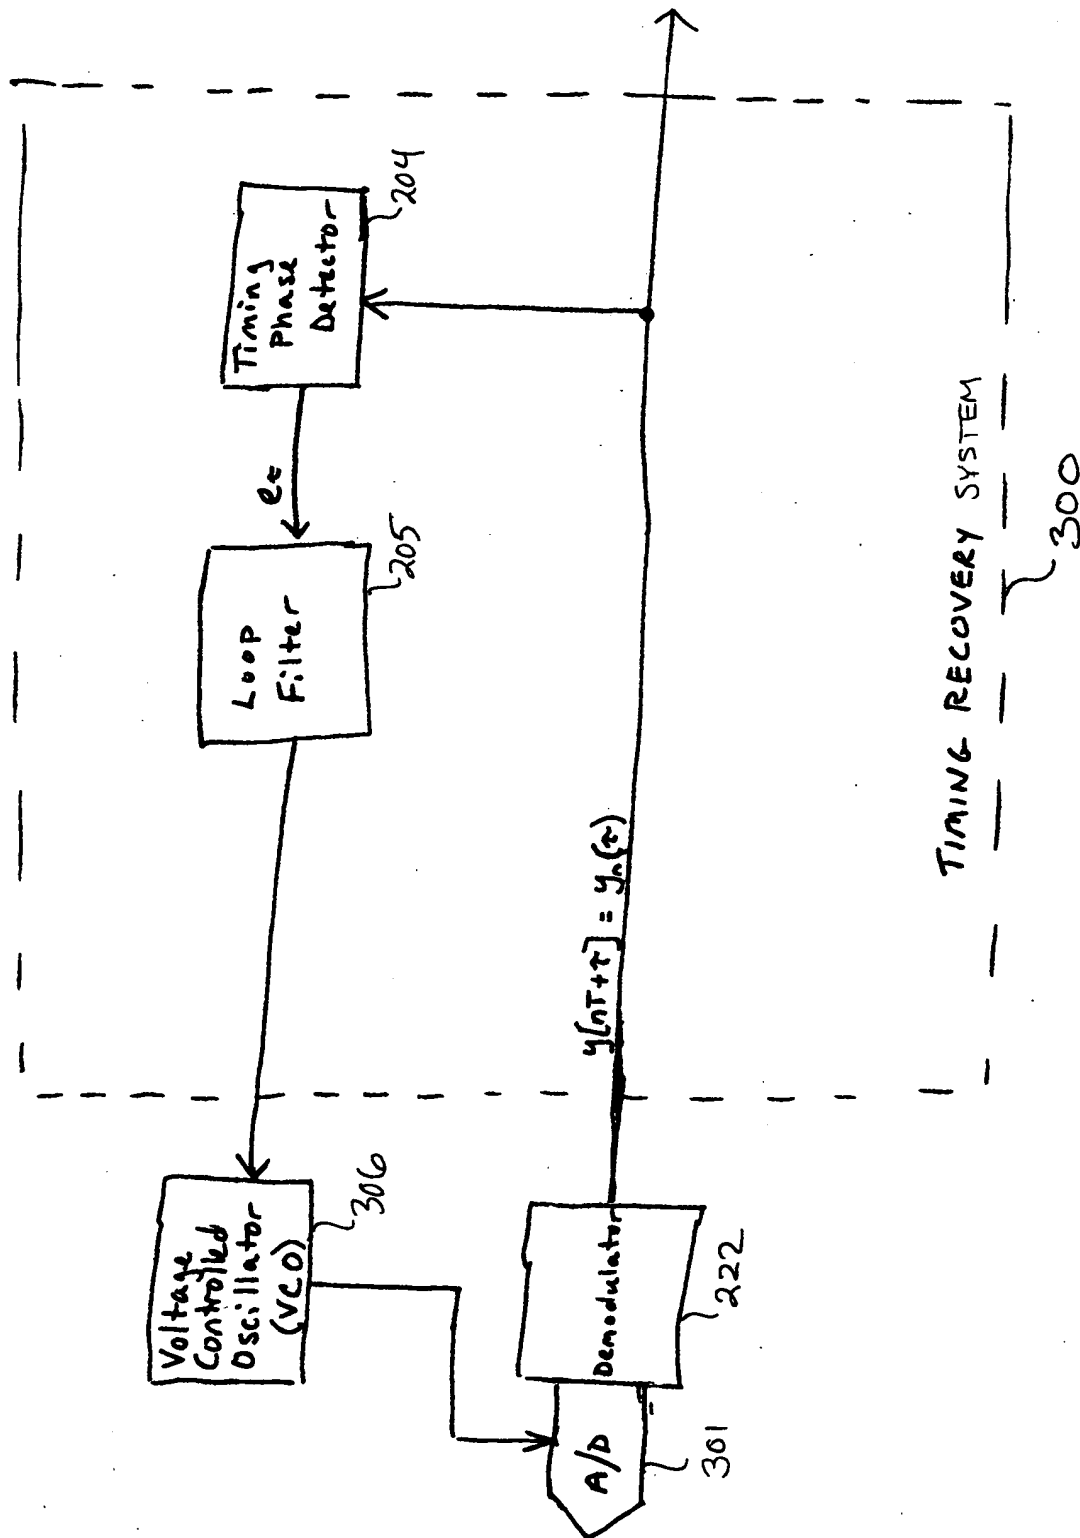 Timing
Phase
Detector
204
eτ
Loop
Filter
205
Voltage
Controlled
Oscillator
(VCO)
306
y[nT+τ] = yn(τ)
Demodulator
222
A/D
301
TIMING RECOVERY SYSTEM
300